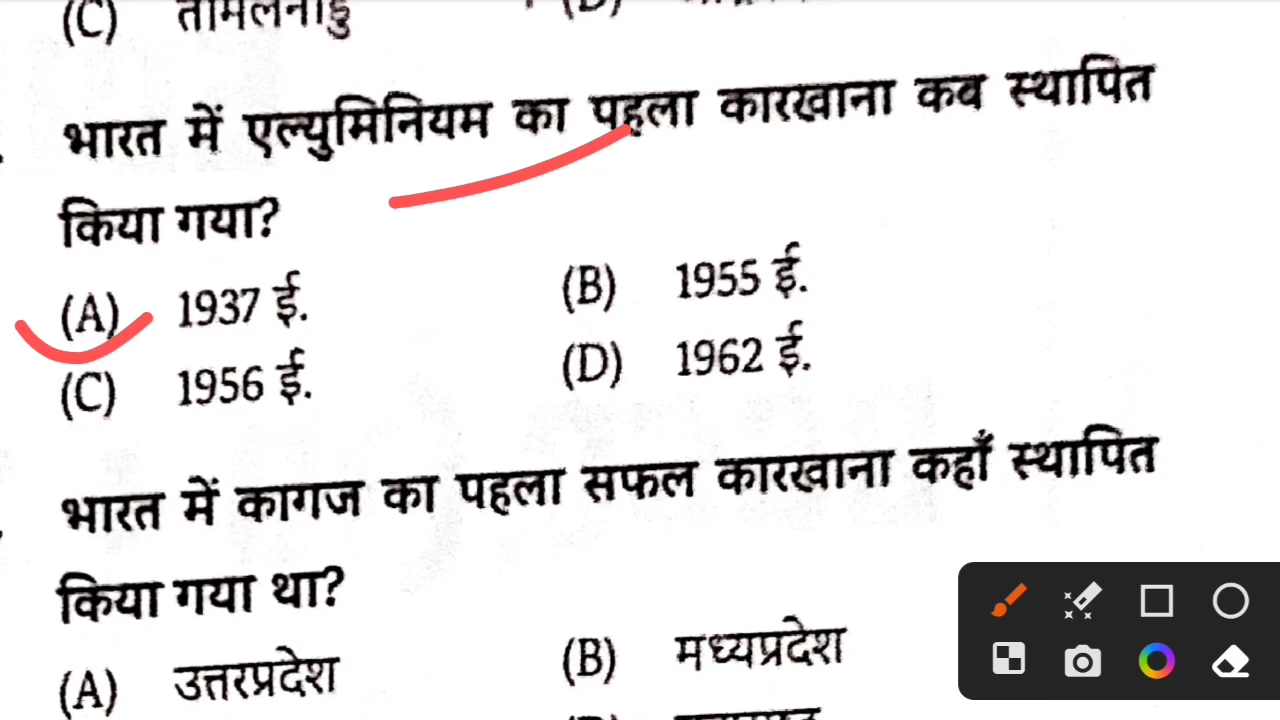 (C) तामिलनाडु (D)
भारत में एल्युमिनियम का पहला कारखाना कब स्थापित
किया गया?
(A) 1937 ई. (B) 1955 ई.
(C) 1956 ई. (D) 1962 ई.
भारत में कागज का पहला सफल कारखाना कहाँ स्थापित
किया गया था?
(A) उत्तरप्रदेश (B) मध्यप्रदेश